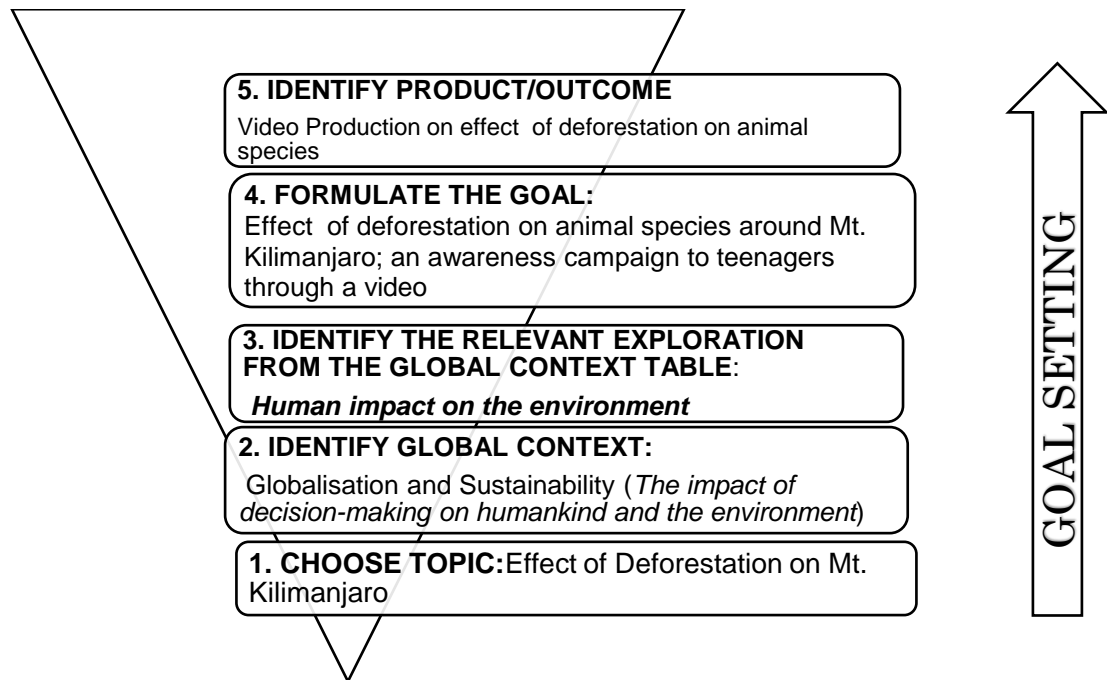 5. IDENTIFY PRODUCT/OUTCOME
Video Production on effect of deforestation on animal
species
4. FORMULATE THE GOAL:
Effect of deforestation on animal species around Mt.
Kilimanjaro; an awareness campaign to teenagers
through a video
3. IDENTIFY THE RELEVANT EXPLORATION
FROM THE GLOBAL CONTEXT TABLE:
Human impact on the environment
2. IDENTIFY GLOBAL CONTEXT:
Globalisation and Sustainability (The impact of
decision-making on humankind and the environment)
1. CHOOSE TOPIC:Effect of Deforestation on Mt.
Kilimanjaro
GOAL SETTING